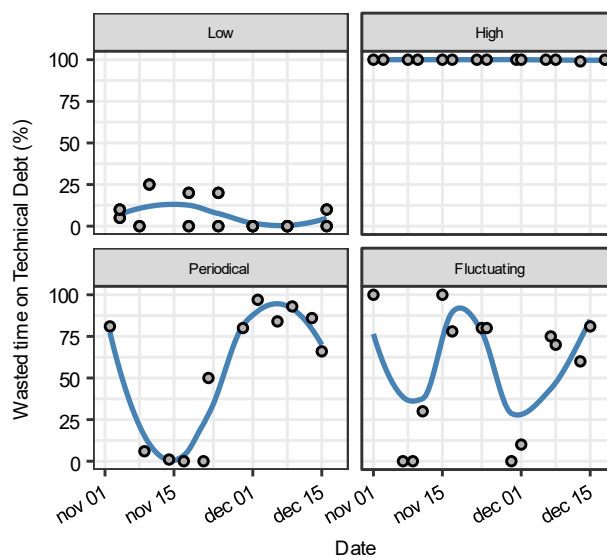 Low
High
100
75
50
25
0
Wasted time on Technical Debt (%)
Periodical
Fluctuating
100
75
50
25
0
nov 01
nov 15
dec 01
dec 15
nov 01
nov 15
dec 01
dec 15
Date